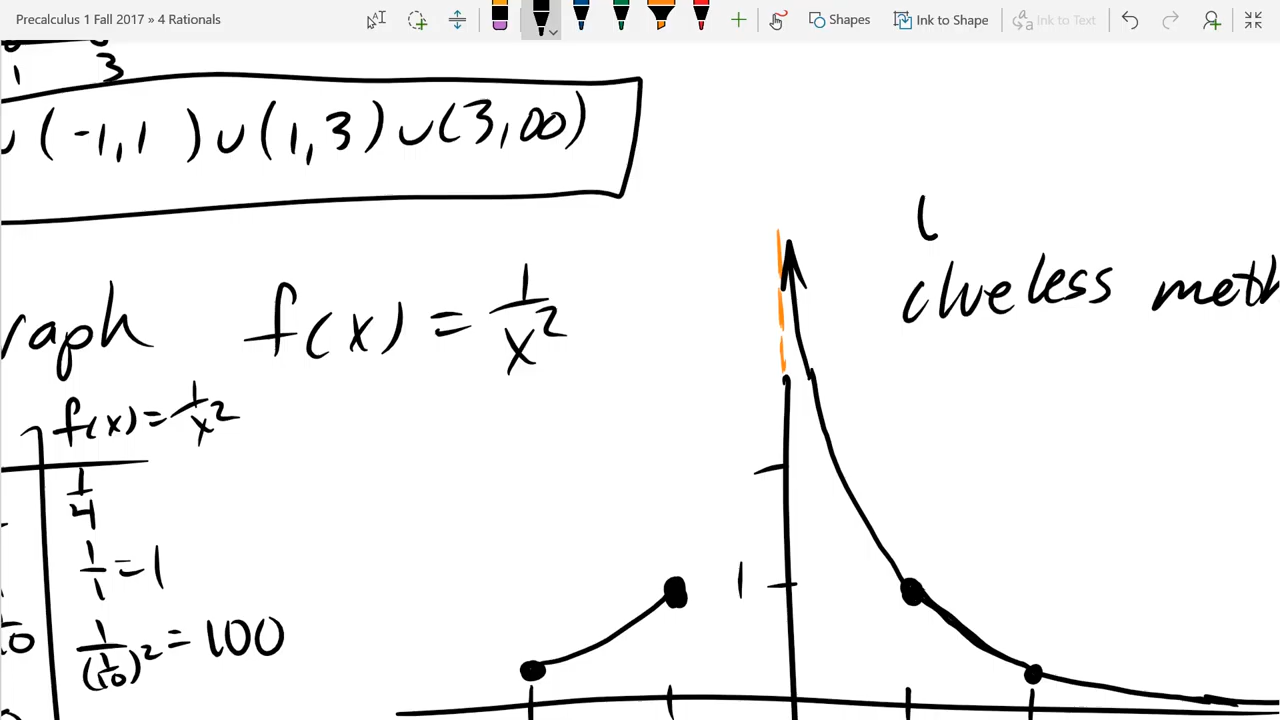 Precalculus 1 Fall 2017 » 4 Rationals
Shapes
Ink to Shape
Ink to Text
1 3
∪ (-1,1) ∪ (1,3) ∪ (3,∞)
raph f(x) = 1/x²
clueless meth
f(x) = 1/x²
1/4
1/1 = 1
1/(1/10)² = 100
1